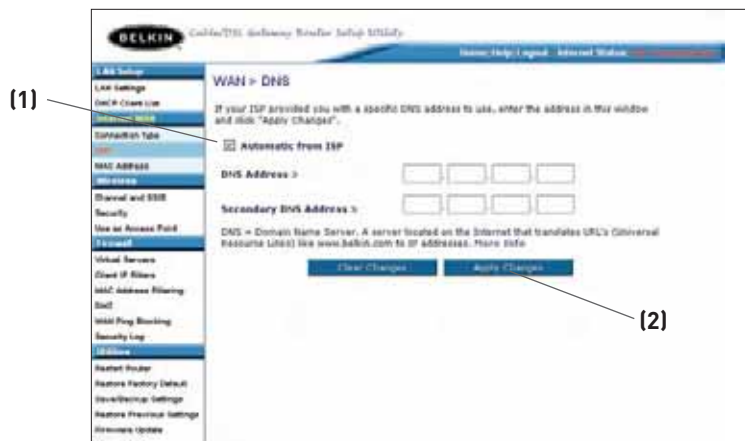 BELKIN
Cable/DSL Gateway Router Setup Utility
Home|Help|Logout Internet Status:
LAN Setup
LAN Settings
DHCP Client List
Internet WAN
Connection Type
DNS
MAC Address
Wireless
Channel and SSID
Security
Use as Access Point
Firewall
Virtual Servers
Client IP Filters
MAC Address Filtering
DMZ
WAN Ping Blocking
Security Log
Utilities
Restart Router
Restore Factory Default
Save/Backup Settings
Restore Previous Settings
Firmware Update
WAN > DNS
If your ISP provided you with a specific DNS address to use, enter the address in this window
and click "Apply Changes".
(1)
Automatic from ISP
DNS Address >
Secondary DNS Address >
DNS = Domain Name Server. A server located on the Internet that translates URL's (Universal
Resource Links) like www.belkin.com to IP addresses. More Info
Clear Changes
Apply Changes
(2)